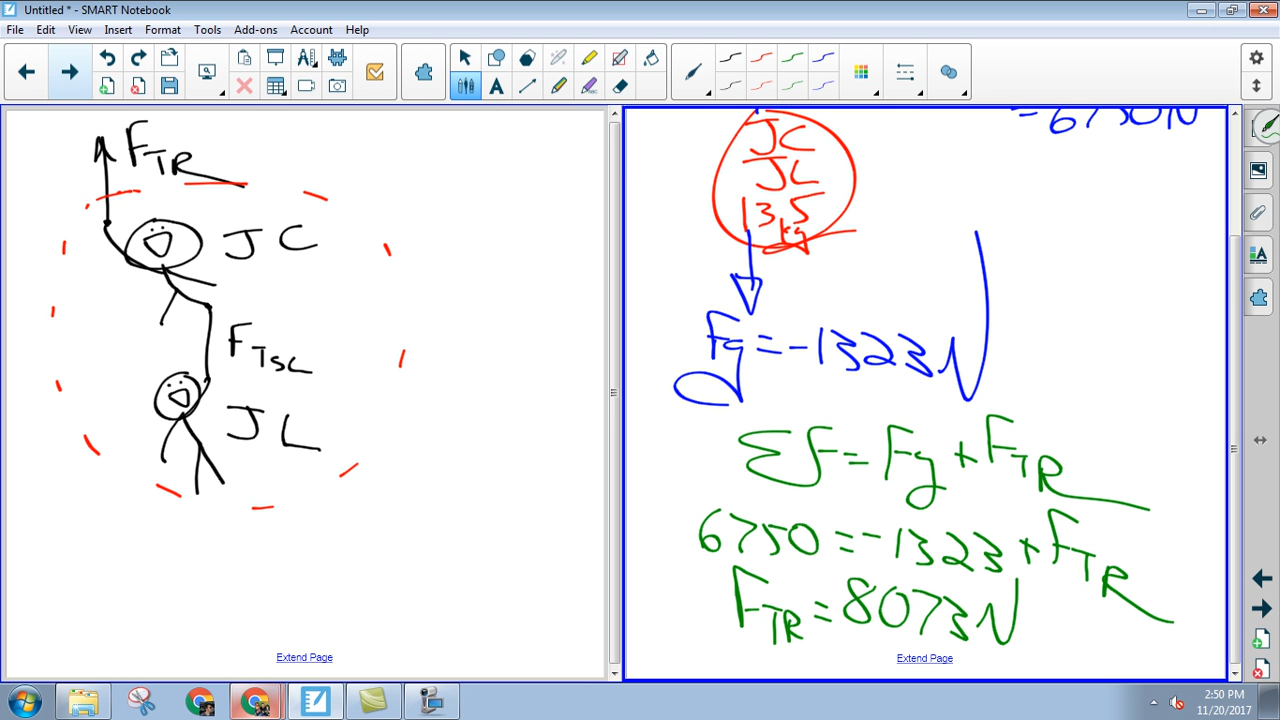 Untitled * - SMART Notebook
File Edit View Insert Format Tools Add-ons Account Help
FTR
JC
FTSC
JL
Extend Page
= 6750N
JC
JL
135
kg
Fg = -1323N
ΣF = Fg + FTR
6750 = -1323 + FTR
FTR = 8073N
Extend Page
2:50 PM
11/20/2017